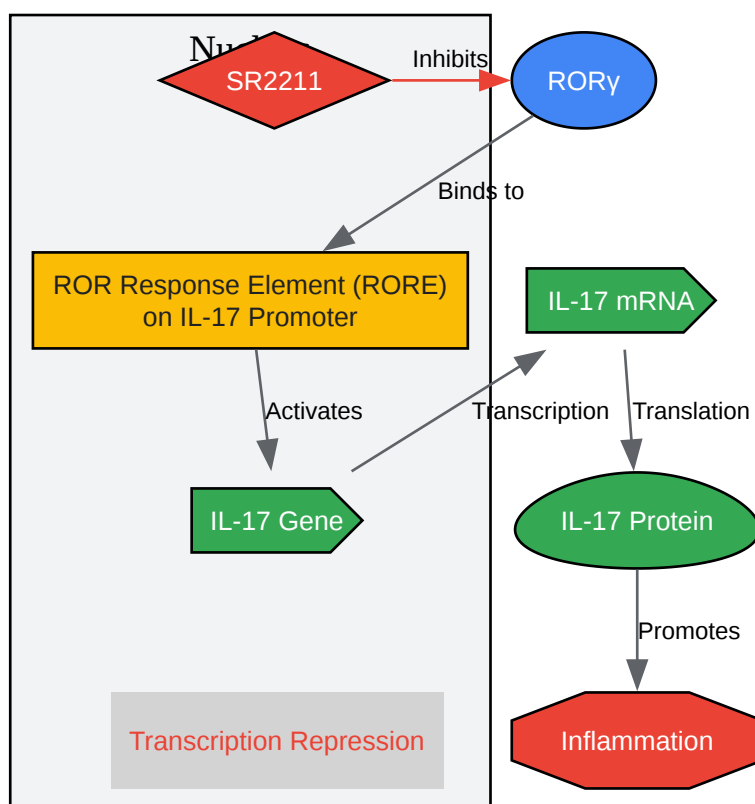 SR2211
Inhibits
RORγ
Binds to
ROR Response Element (RORE)
on IL-17 Promoter
IL-17 mRNA
Activates
Transcription
Translation
IL-17 Gene
IL-17 Protein
Promotes
Transcription Repression
Inflammation